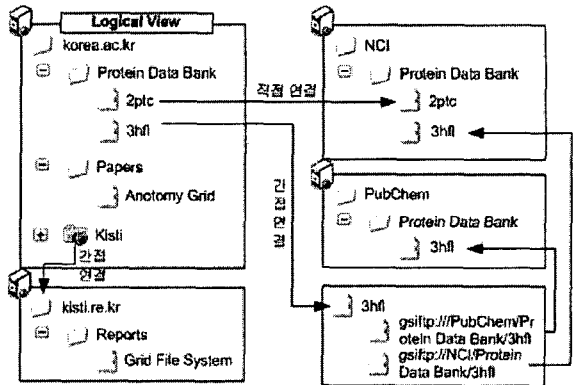 Logical View
korea.ac.kr
Protein Data Bank
2ptc
3hfl
Papers
Anotomy Grid
Kisti
간접
연결
kisti.re.kr
Reports
Grid File System
직접 연결
간접연결
NCI
Protein Data Bank
2ptc
3hfl
PubChem
Protein Data Bank
3hfl
3hfl
gsiftp:///PubChem/Pr
otein Data Bank/3hfl
gsiftp://NCI/Protein
Data Bank/3hfl